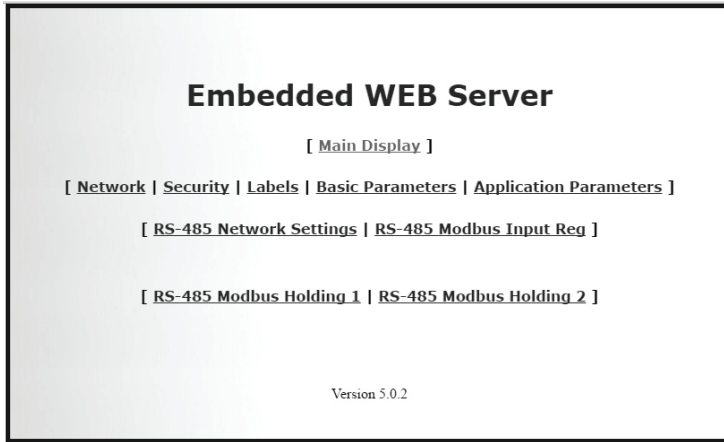 Embedded WEB Server
[ Main Display ]
[ Network | Security | Labels | Basic Parameters | Application Parameters ]
[ RS-485 Network Settings | RS-485 Modbus Input Reg ]
[ RS-485 Modbus Holding 1 | RS-485 Modbus Holding 2 ]
Version 5.0.2